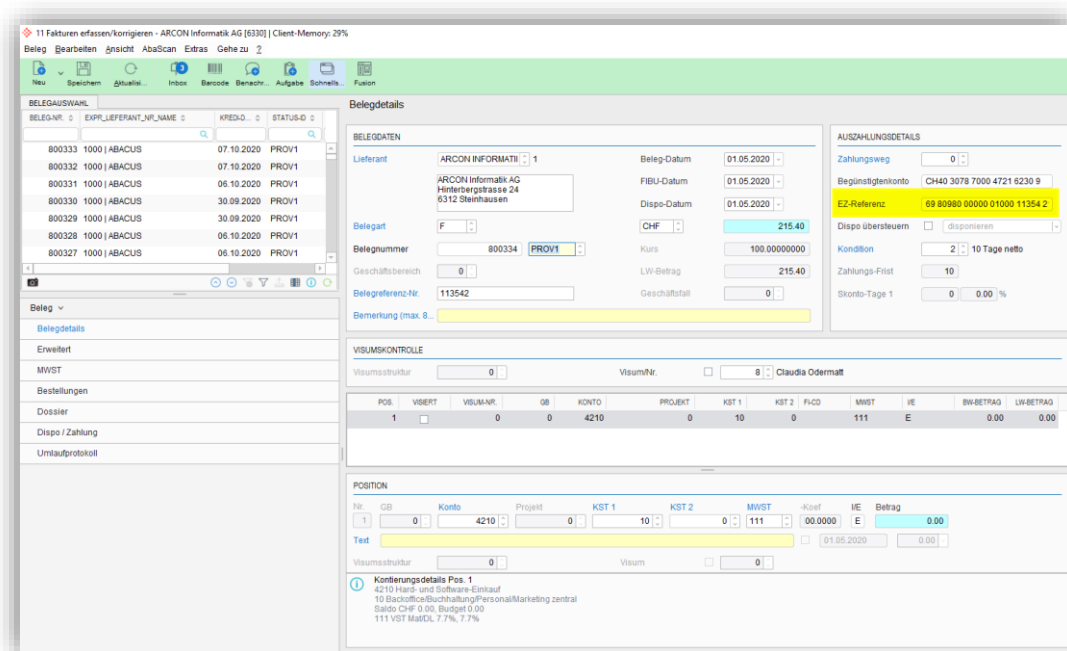 11 Fakturen erfassen/korrigieren - ARCON Informatik AG [6330] | Client-Memory: 29%
Beleg Bearbeiten Ansicht AbaScan Extras Gehe zu ?
Neu Speichern Aktualisi... Inbox Barcode Benachr... Aufgabe Schnells... Fusion
3
BELEGAUSWAHL
BELEG-NR. EXPR_LIEFERANT_NR_NAME KREDI-D... STATUS-ID
800333 1000 | ABACUS 07.10.2020 PROV1
800332 1000 | ABACUS 07.10.2020 PROV1
800331 1000 | ABACUS 06.10.2020 PROV1
800330 1000 | ABACUS 30.09.2020 PROV1
800329 1000 | ABACUS 30.09.2020 PROV1
800328 1000 | ABACUS 06.10.2020 PROV1
800327 1000 | ABACUS 06.10.2020 PROV1
Beleg
Belegdetails
Erweitert
MWST
Bestellungen
Dossier
Dispo / Zahlung
Umlaufprotokoll
Belegdetails
BELEGDATEN
Lieferant ARCON INFORMATII 1 Beleg-Datum 01.05.2020
ARCON Informatik AG
Hinterbergstrasse 24
6312 Steinhausen
FIBU-Datum 01.05.2020
Dispo-Datum 01.05.2020
Belegart F CHF 215.40
Belegnummer 800334 PROV1 Kurs 100.00000000
Geschäftsbereich 0 LW-Betrag 215.40
Belegreferenz-Nr. 113542 Geschäftsfall 0
Bemerkung (max. 8...
AUSZAHLUNGSDETAILS
Zahlungsweg 0
Begünstigtenkonto CH40 3078 7000 4721 6230 9
EZ-Referenz 69 80980 00000 01000 11354 2
Dispo übersteuern disponieren
Kondition 2 10 Tage netto
Zahlungs-Frist 10
Skonto-Tage 1 0 0.00 %
VISUMSKONTROLLE
Visumsstruktur 0 Visum/Nr. 8 Claudia Odermatt
POS. VISIERT VISUM-NR. GB KONTO PROJEKT KST 1 KST 2 FI-CD MWST I/E BW-BETRAG LW-BETRAG
1 0 0 4210 0 10 0 111 E 0.00 0.00
POSITION
Nr. GB Konto Projekt KST 1 KST 2 MWST -Koef I/E Betrag
1 0 4210 0 10 0 111 00.0000 E 0.00
Text 01.05.2020 0.00
Visumsstruktur 0 Visum 0
Kontierungsdetails Pos. 1
4210 Hard- und Software-Einkauf
10 Backoffice/Buchhaltung/Personal/Marketing zentral
Saldo CHF 0.00, Budget 0.00
111 VST Mat/DL 7.7%, 7.7%